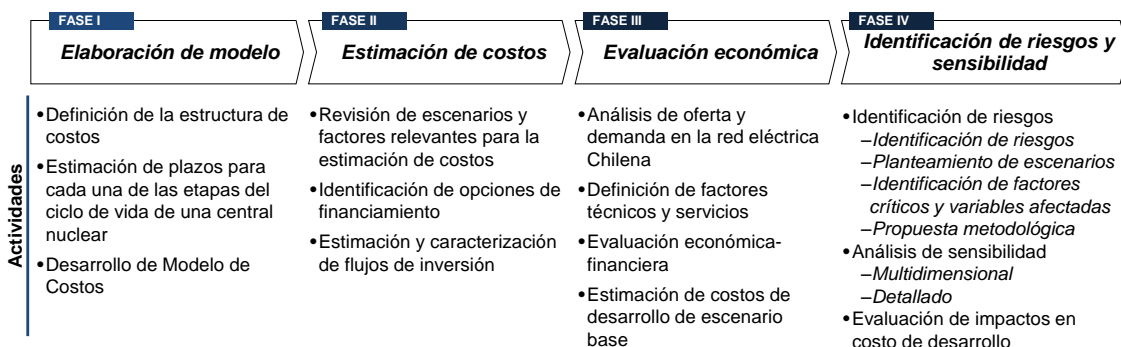 FASE I
Elaboración de modelo
FASE II
Estimación de costos
FASE III
Evaluación económica
FASE IV
Identificación de riesgos y
sensibilidad
Actividades
•Definición de la estructura de
costos
•Estimación de plazos para
cada una de las etapas del
ciclo de vida de una central
nuclear
•Desarrollo de Modelo de
Costos
•Revisión de escenarios y
factores relevantes para la
estimación de costos
•Identificación de opciones de
financiamiento
•Estimación y caracterización
de flujos de inversión
•Análisis de oferta y
demanda en la red eléctrica
Chilena
•Definición de factores
técnicos y servicios
•Evaluación económica-
financiera
•Estimación de costos de
desarrollo de escenario
base
•Identificación de riesgos
–Identificación de riesgos
–Planteamiento de escenarios
–Identificación de factores
críticos y variables afectadas
–Propuesta metodológica
•Análisis de sensibilidad
–Multidimensional
–Detallado
•Evaluación de impactos en
costo de desarrollo